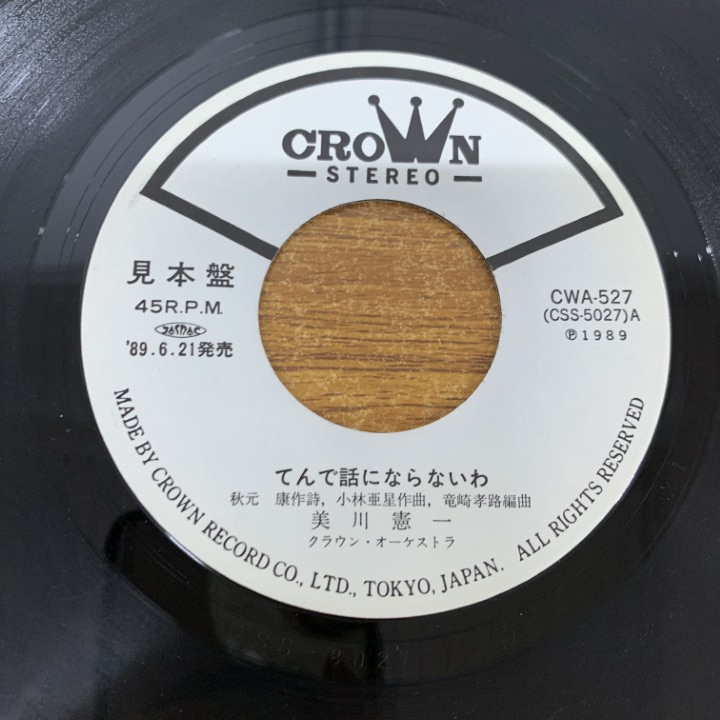 CROWN
STEREO
見本盤
45R.P.M.
JASRAC
'89.6.21発売
CWA-527
(CSS-5027)A
Ⓟ1989
てんで話にならないわ
秋元 康作詩, 小林亜星作曲, 竜崎孝路編曲
美川憲一
クラウン・オーケストラ
MADE BY CROWN RECORD CO., LTD., TOKYO, JAPAN. ALL RIGHTS RESERVED